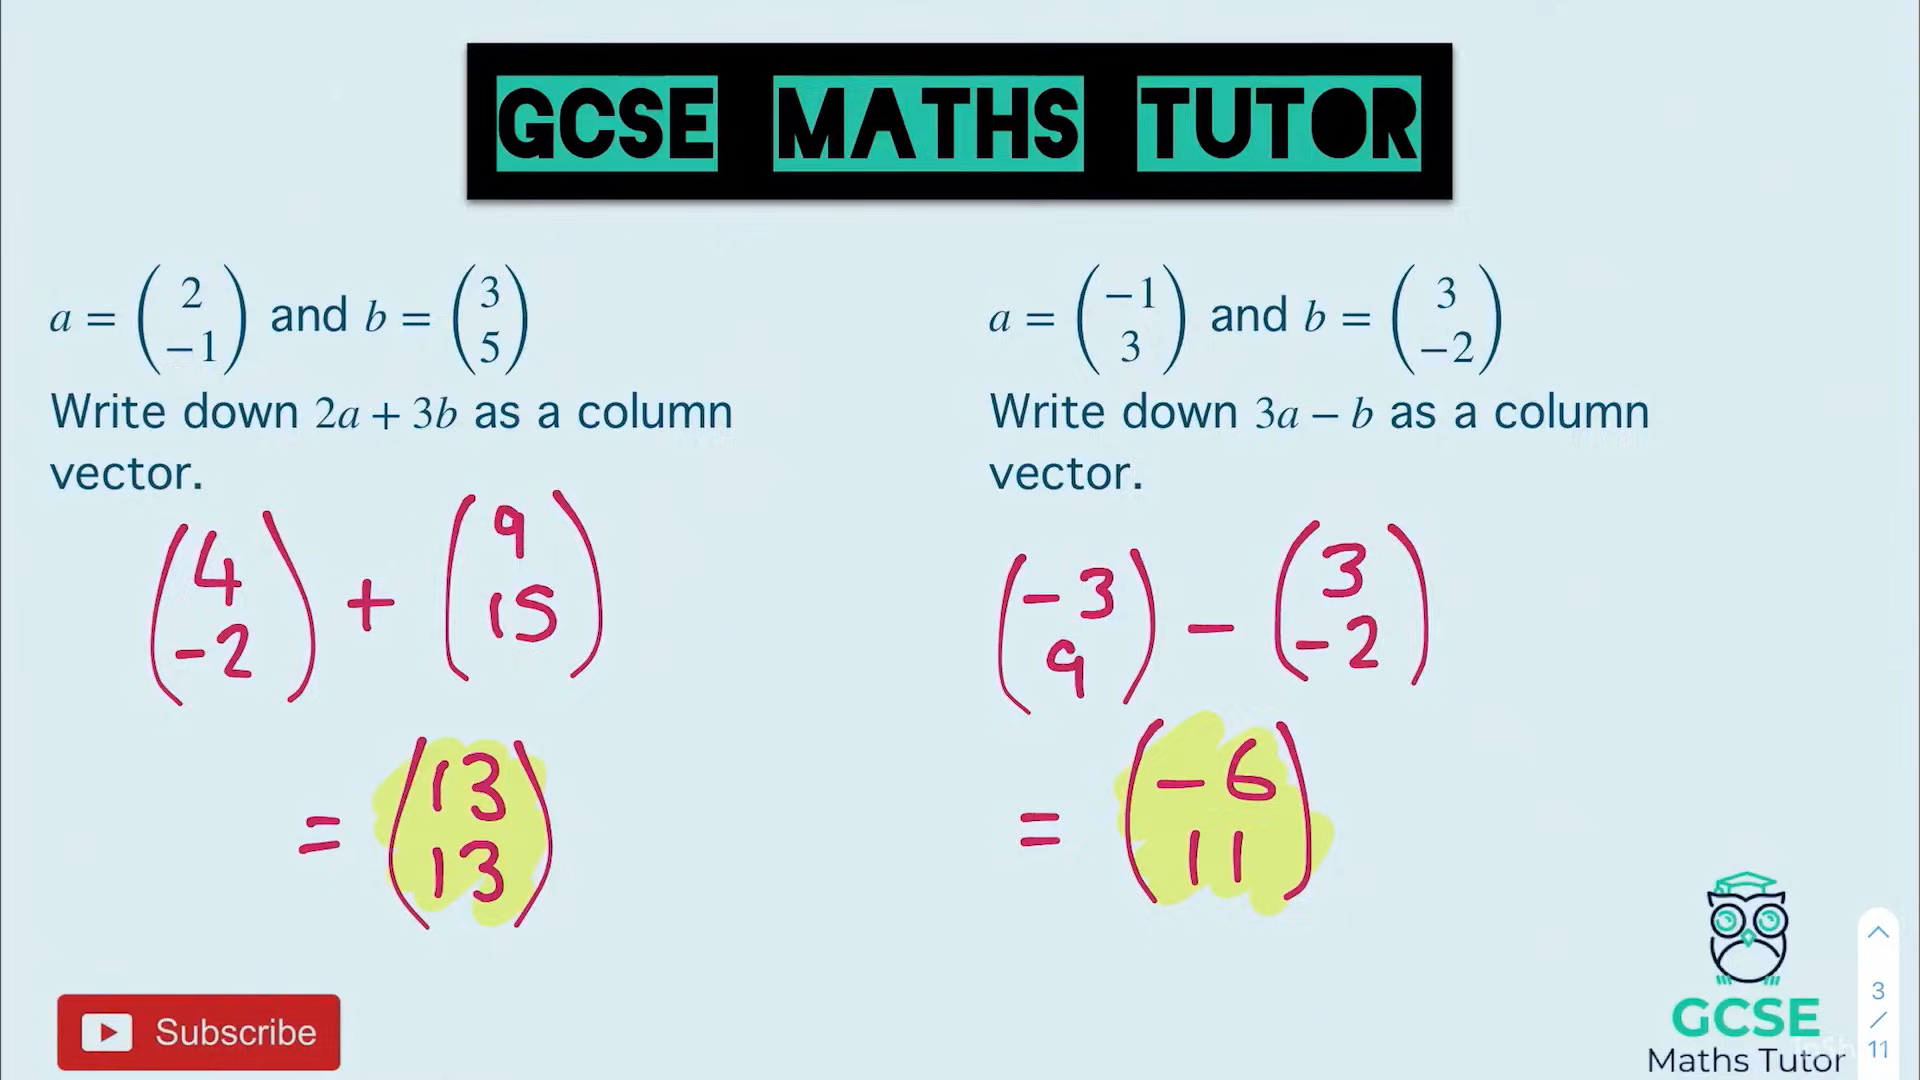 GCSE MATHS TUTOR
a = (2 -1) and b = (3 5)
Write down 2a + 3b as a column
vector.
(4 -2) + (9 15)
= (13 13)
a = (-1 3) and b = (3 -2)
Write down 3a − b as a column
vector.
(-3 9) - (3 -2)
= (-6 11)
Subscribe
GCSE
Maths Tutor
3
/
11